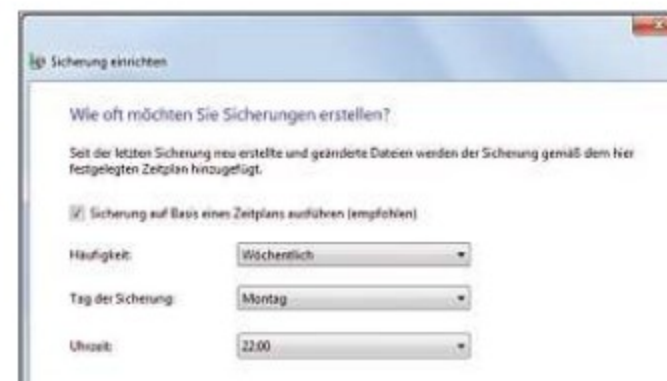 Sicherung einrichten
Wie oft möchten Sie Sicherungen erstellen?
Seit der letzten Sicherung neu erstellte und geänderte Dateien werden der Sicherung gemäß dem hier
festgelegten Zeitplan hinzugefügt.
Sicherung auf Basis eines Zeitplans ausführen (empfohlen)
Häufigkeit: Wöchentlich
Tag der Sicherung: Montag
Uhrzeit: 22:00